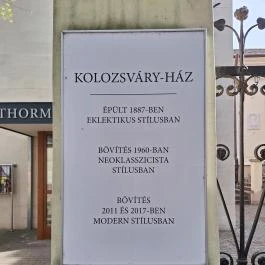 KOLOZSVÁRY-HÁZ
ÉPÜLT 1887-BEN
EKLEKTIKUS STÍLUSBAN
BŐVÍTÉS 1960-BAN
NEOKLASSZICISTA
STÍLUSBAN
BŐVÍTÉS
2011 ÉS 2017-BEN
MODERN STÍLUSBAN
THORM